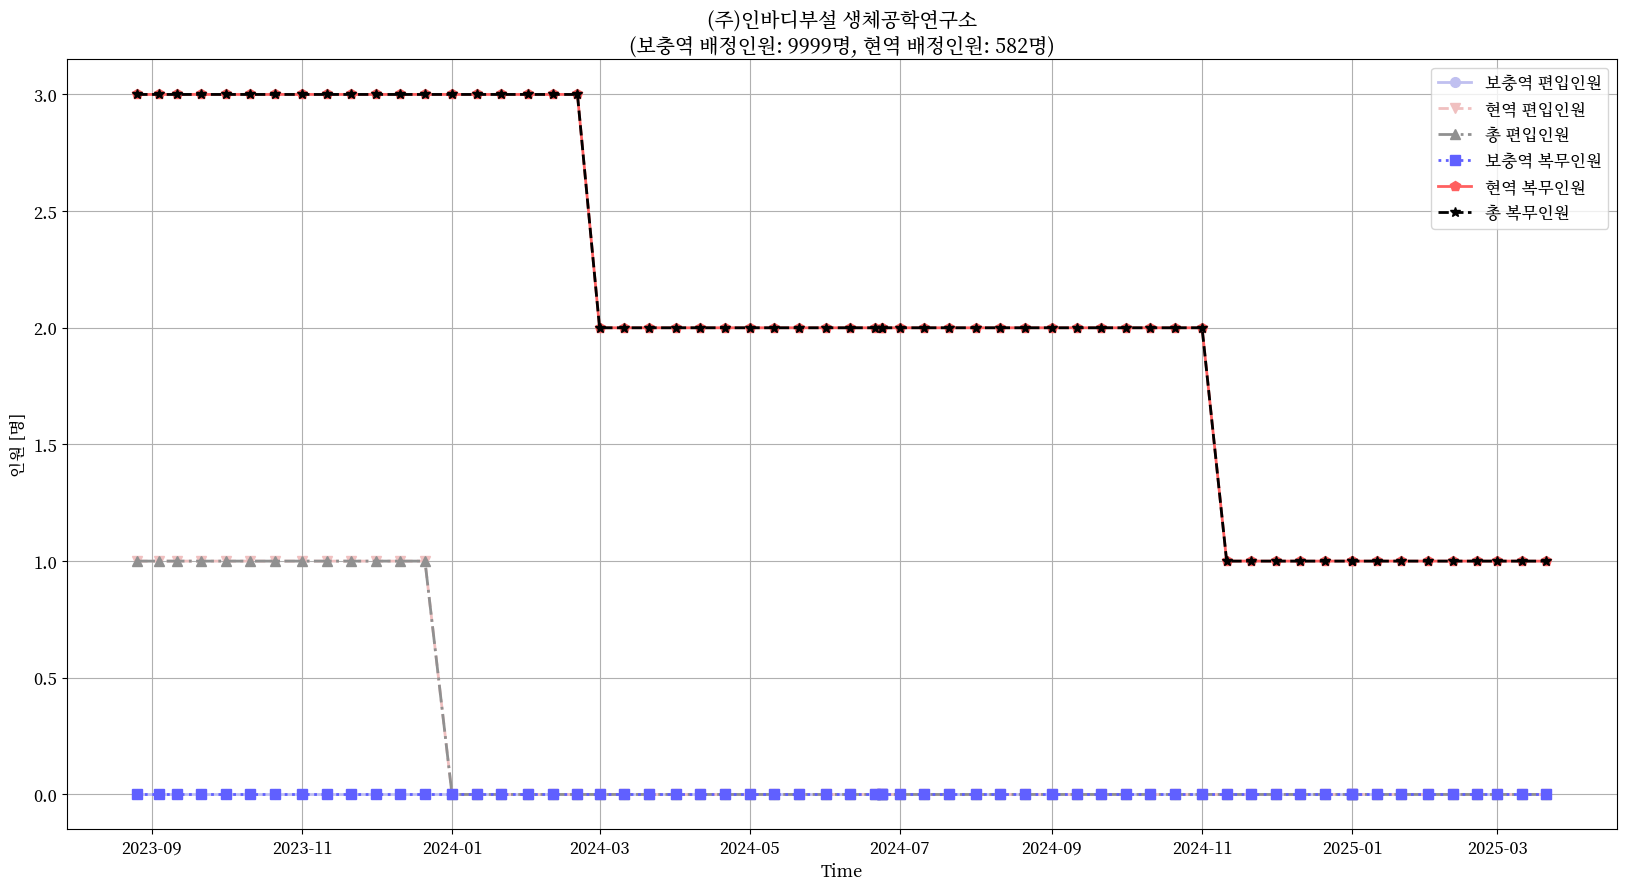 (주)인바디부설 생체공학연구소
(보충역 배정인원: 9999명, 현역 배정인원: 582명)
보충역 편입인원
현역 편입인원
총 편입인원
보충역 복무인원
현역 복무인원
총 복무인원
3.0
2.5
2.0
1.5
1.0
0.5
0.0
인원 [명]
2023-09
2023-11
2024-01
2024-03
2024-05
2024-07
2024-09
2024-11
2025-01
2025-03
Time